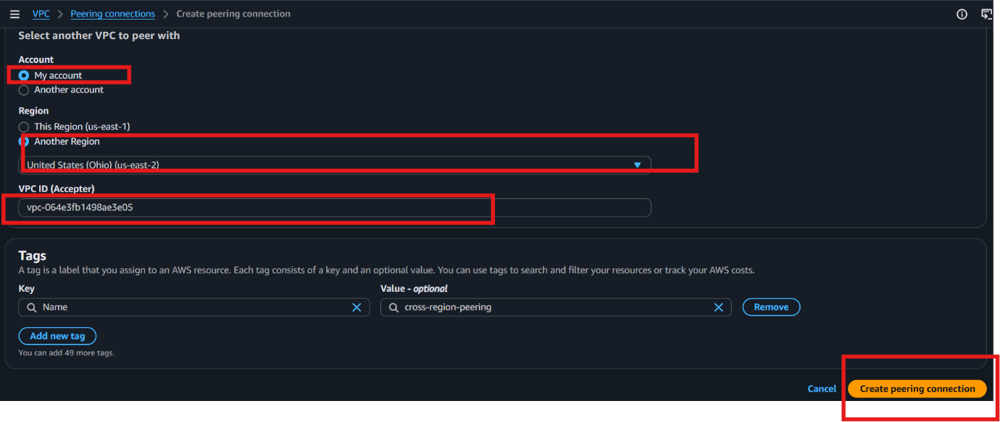 VPC > Peering connections > Create peering connection
Select another VPC to peer with
Account
My account
Another account
Region
This Region (us-east-1)
Another Region
United States (Ohio) (us-east-2)
VPC ID (Accepter)
vpc-064e3fb1498ae3e05
Tags
A tag is a label that you assign to an AWS resource. Each tag consists of a key and an optional value. You can use tags to search and filter your resources or track your AWS costs.
Key Value - optional
Name cross-region-peering Remove
Add new tag
You can add 49 more tags.
Cancel Create peering connection